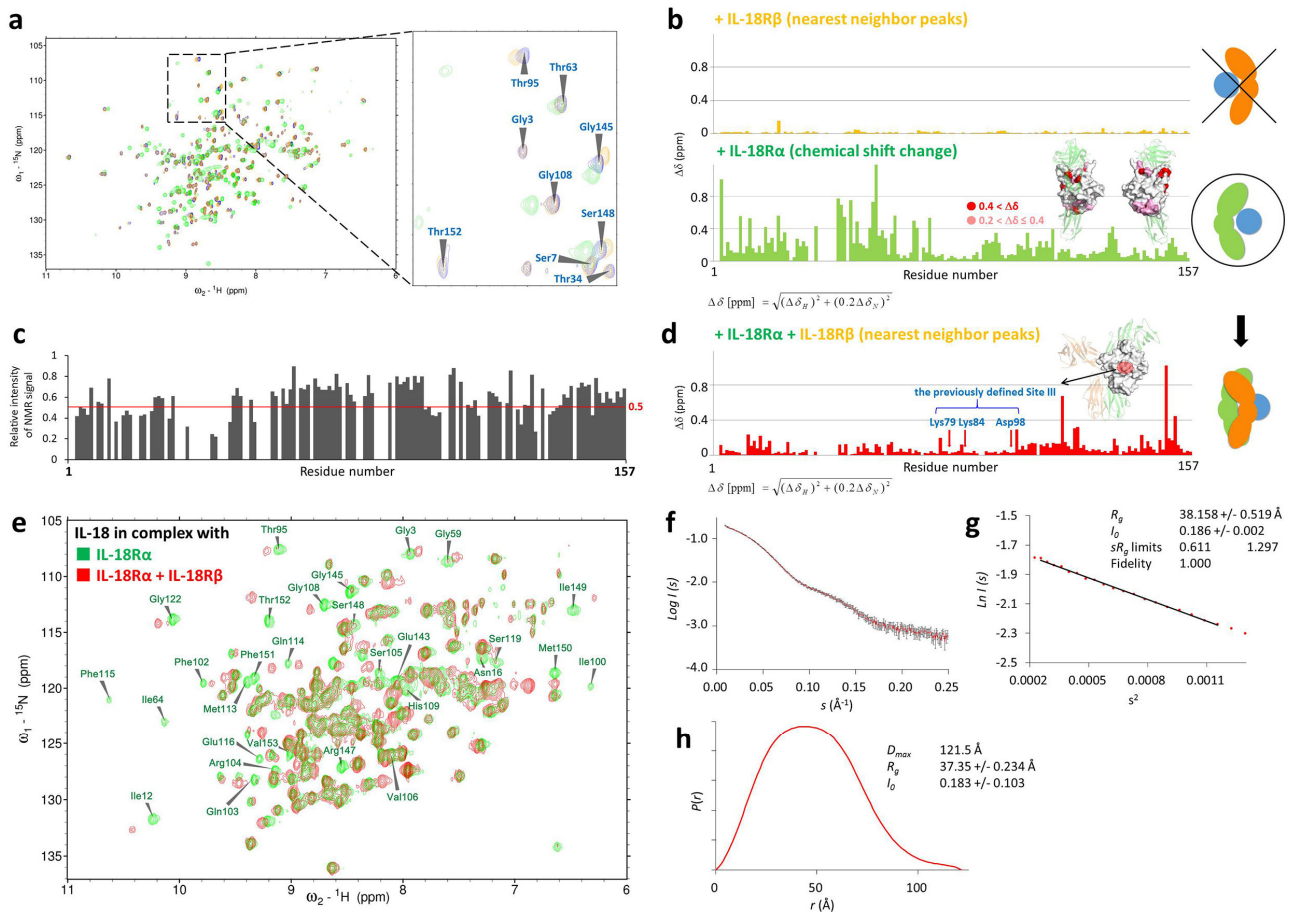 a
105
110
115
120
125
130
135
ω1 - 15N (ppm)
11
10
9
8
7
6
ω2 - 1H (ppm)
Thr95
Thr63
Gly3
Gly145
Gly108
Ser148
Thr152
Ser7
Thr34
b
+ IL-18Rβ (nearest neighbor peaks)
0.8
0.4
0
Δδ (ppm)
+ IL-18Rα (chemical shift change)
0.8
0.4
0
0.4 < Δδ
0.2 < Δδ ≤ 0.4
1
Residue number
157
Δδ [ppm] = √(ΔδH)² + (0.2ΔδN)²
c
Relative intensity
of NMR signal
1
0.8
0.6
0.4
0.2
0
0.5
1
Residue number
157
d
+ IL-18Rα + IL-18Rβ (nearest neighbor peaks)
the previously defined Site III
Lys79 Lys84 Asp98
Δδ (ppm)
0.8
0.4
0
1
Residue number
157
Δδ [ppm] = √(ΔδH)² + (0.2ΔδN)²
e
IL-18 in complex with
IL-18Rα
IL-18Rα + IL-18Rβ
105
110
115
120
125
130
135
ω1 - 15N (ppm)
Thr95
Gly3
Gly59
Gly145
Gly108
Ile149
Gly122
Thr152
Ser148
Gln114
Glu143
Ser119
Phe102
Phe151
Ser105
Met150
Phe115
Asn16
Ile100
Ile64
Met113
His109
Glu116
Val153
Arg147
Arg104
Val106
Ile12
Gln103
11
10
9
8
7
6
ω2 - 1H (ppm)
f
0.0
-1.0
-2.0
-3.0
-4.0
Log I (s)
0.00
0.05
0.10
0.15
0.20
0.25
s (Å-1)
g
-1.5
-1.7
-1.9
-2.1
-2.3
-2.5
Ln I (s)
Rg 38.158 +/- 0.519 Å
I0 0.186 +/- 0.002
sRg limits 0.611 1.297
Fidelity 1.000
0.0002
0.0005
0.0008
0.0011
s2
h
P(r)
Dmax 121.5 Å
Rg 37.35 +/- 0.234 Å
I0 0.183 +/- 0.103
0
50
100
r (Å)